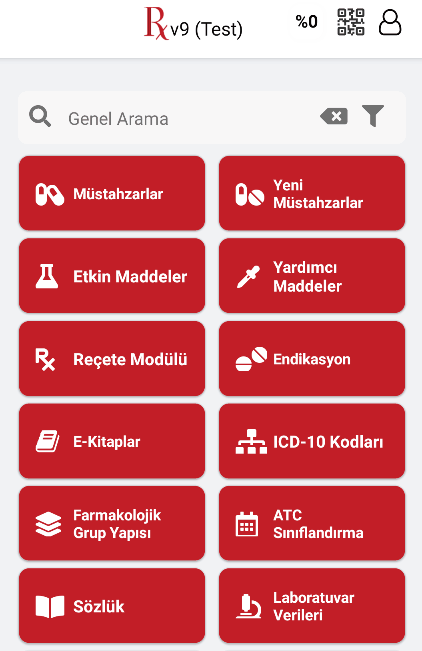 Rx v9 (Test) %0
Genel Arama
Müstahzarlar
Yeni
Müstahzarlar
Etkin Maddeler
Yardımcı
Maddeler
Reçete Modülü
Endikasyon
E-Kitaplar
ICD-10 Kodları
Farmakolojik
Grup Yapısı
ATC
Sınıflandırma
Sözlük
Laboratuvar
Verileri